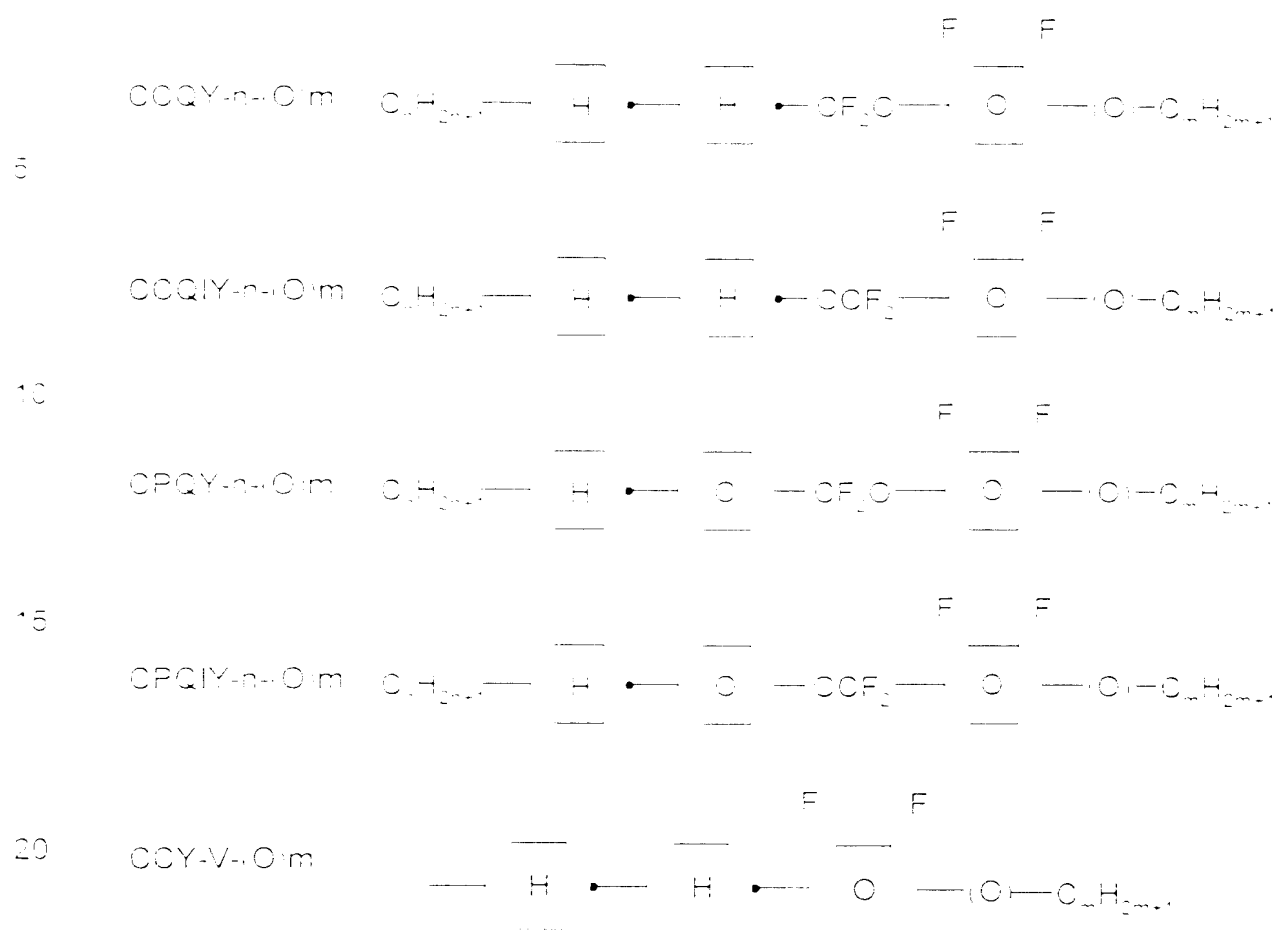 F F
CCQY-n-(O)m CnH2n+1 H H CF2O O (O)-CmH2m+1
5
F F
CCQIY-n-(O)m CnH2n+1 H H OCF2 O (O)-CmH2m+1
10
F F
CPQY-n-(O)m CnH2n+1 H O CF2O O (O)-CmH2m+1
15
F F
CPQIY-n-(O)m CnH2n+1 H O OCF2 O (O)-CmH2m+1
F F
20 CCY-V-(O)m
H H O (O) CmH2m+1